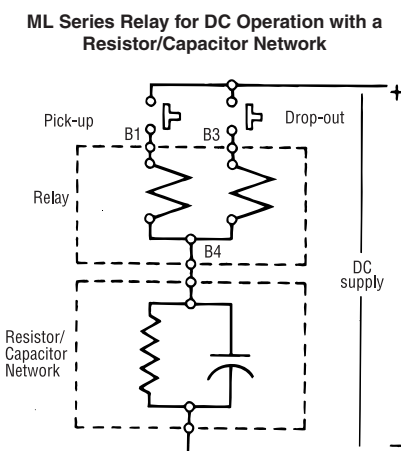 ML Series Relay for DC Operation with a
Resistor/Capacitor Network
+
Pick-up
Drop-out
B1
B3
Relay
B4
DC
supply
Resistor/
Capacitor
Network
–